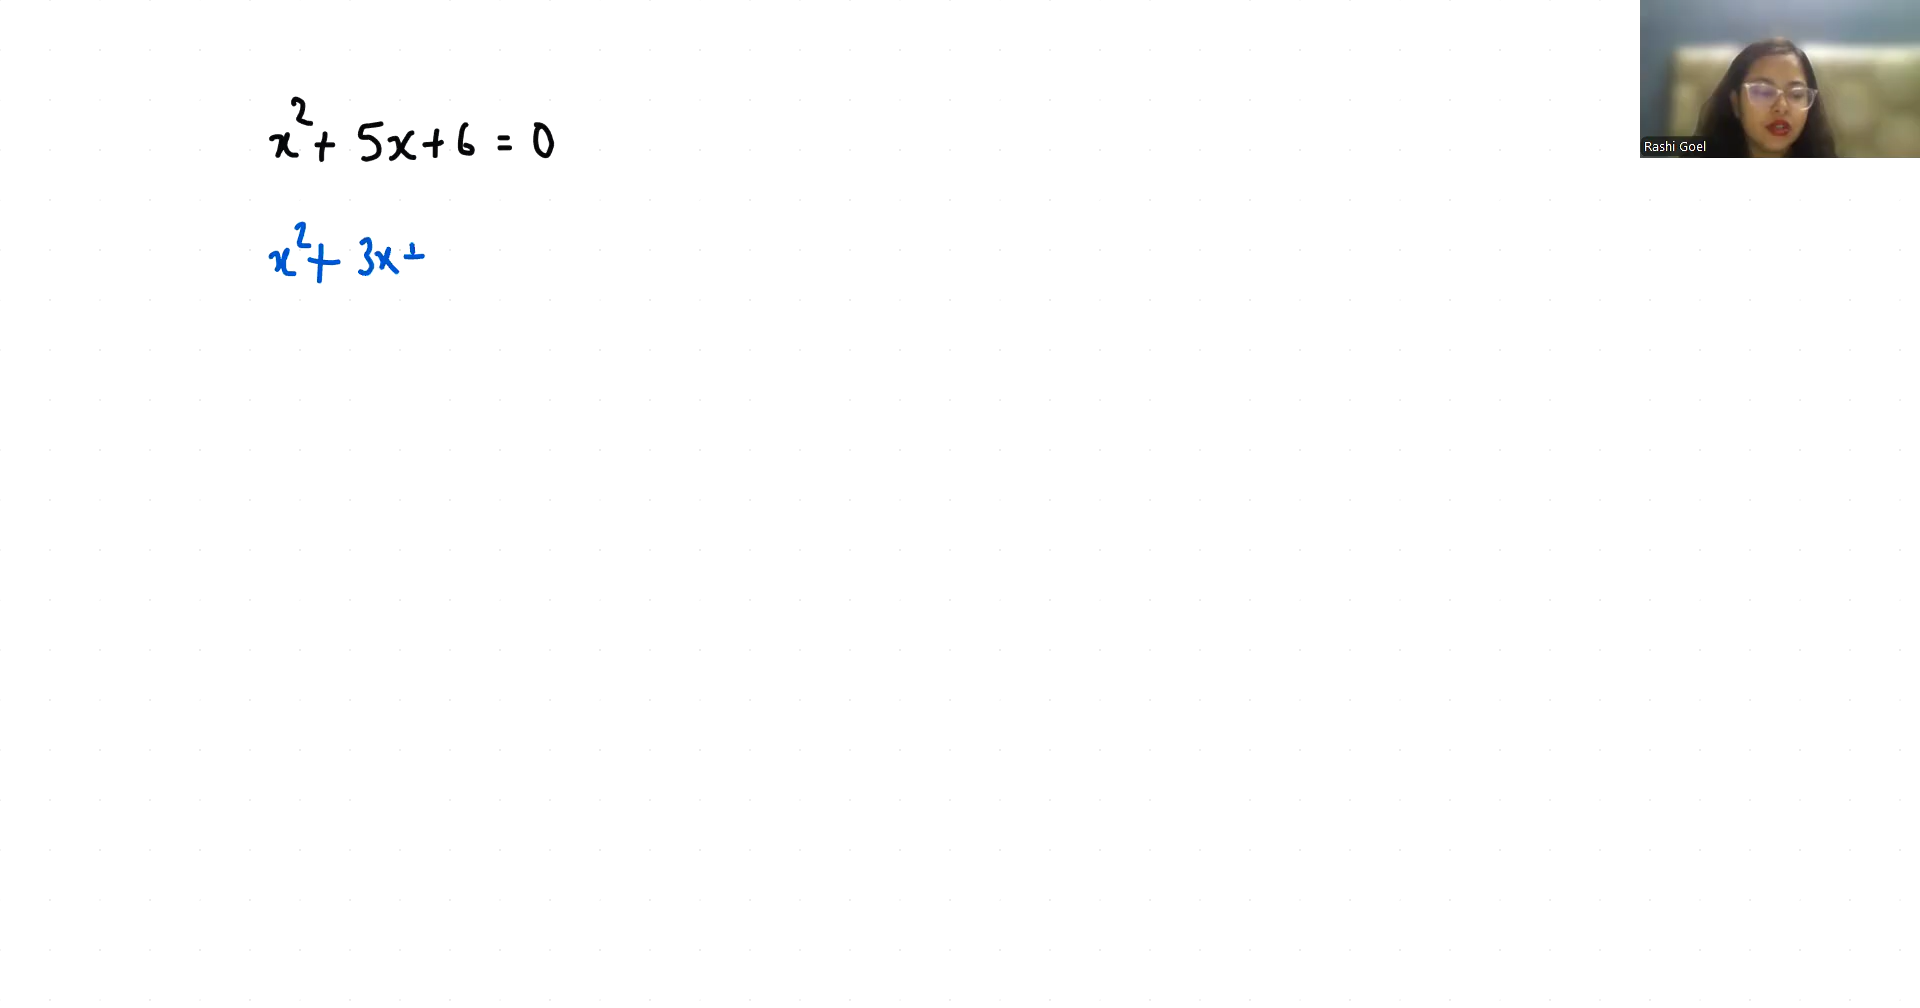 x² + 5x + 6 = 0
x² + 3x +
Rashi Goel